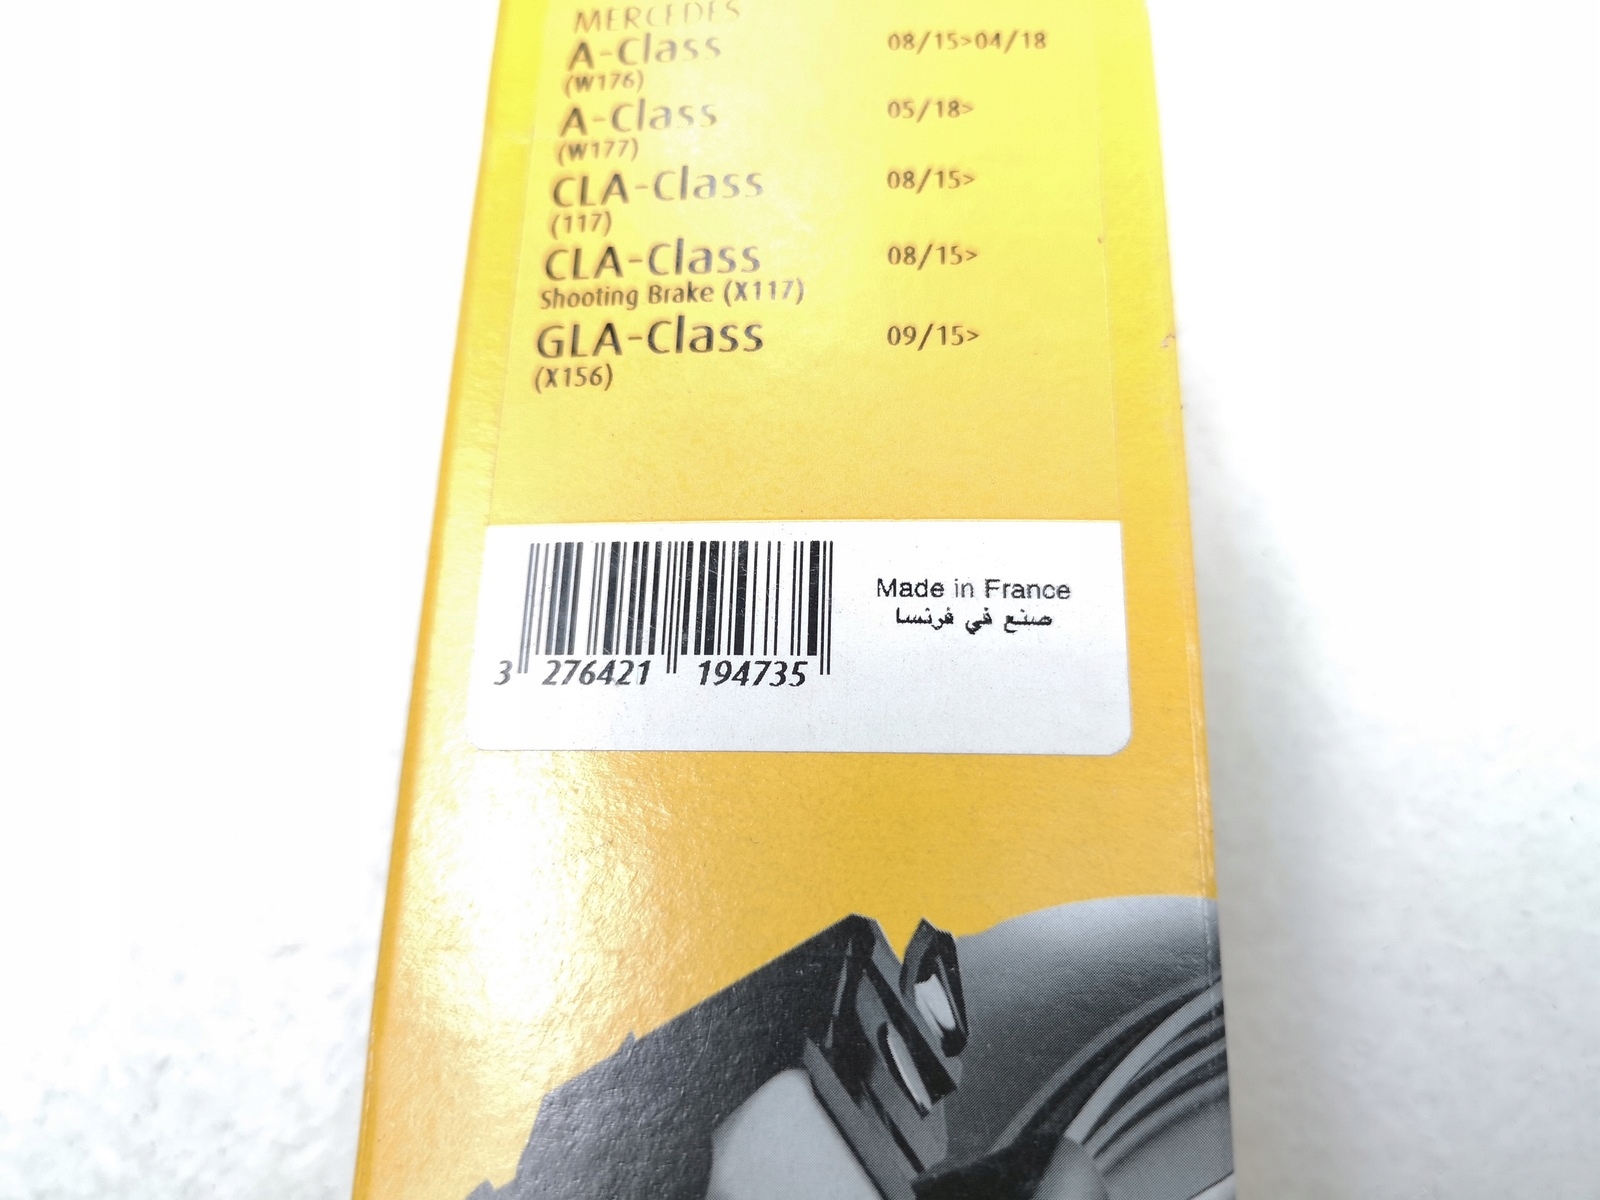 MERCEDES
A-Class 08/15>04/18
(W176)
A-Class 05/18>
(W177)
CLA-Class 08/15>
(117)
CLA-Class 08/15>
Shooting Brake (X117)
GLA-Class 09/15>
(X156)
Made in France
صنع في فرنسا
3 276421 194735